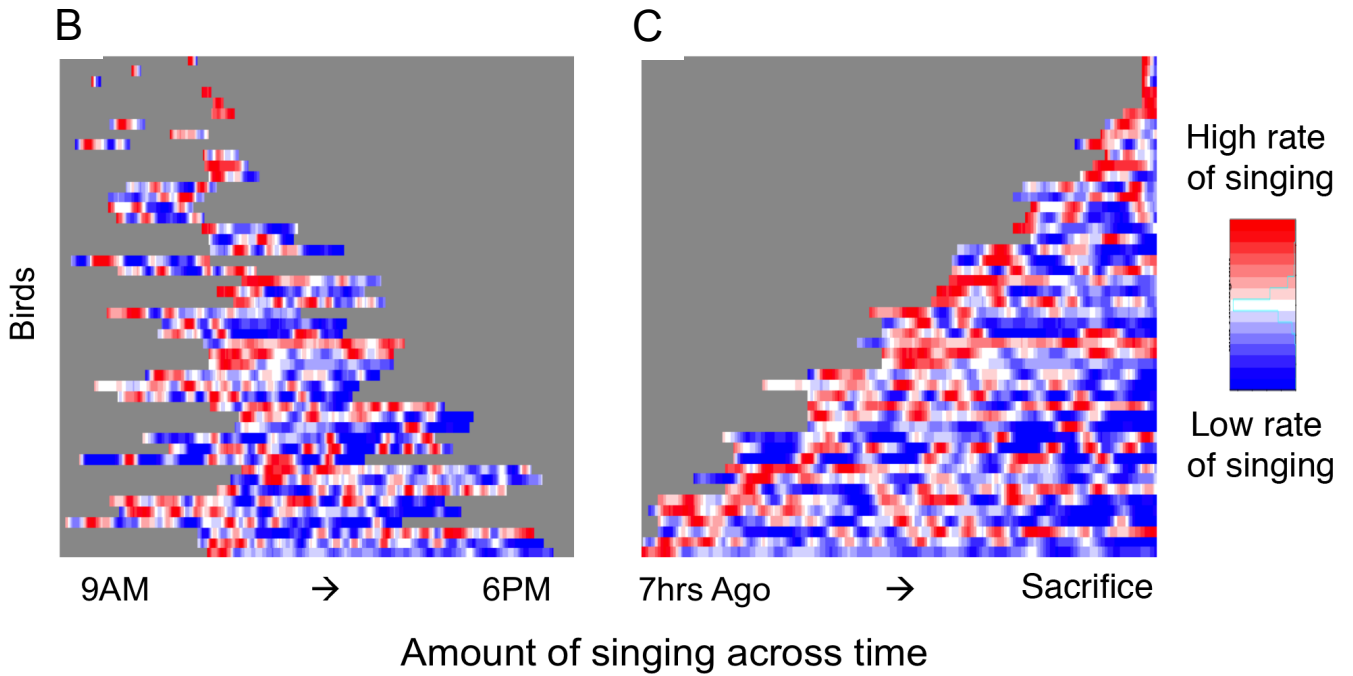 B
C
Birds
High rate
of singing
Low rate
of singing
9AM → 6PM
7hrs Ago → Sacrifice
Amount of singing across time